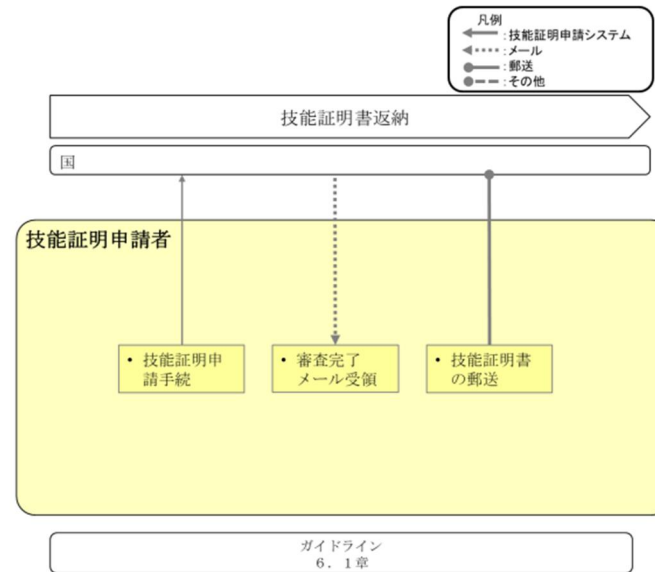 凡例
:技能証明申請システム
:メール
:郵送
:その他
技能証明書返納
国
技能証明申請者
• 技能証明申
請手続
• 審査完了
メール受領
• 技能証明書
の郵送
ガイドライン
6．1章